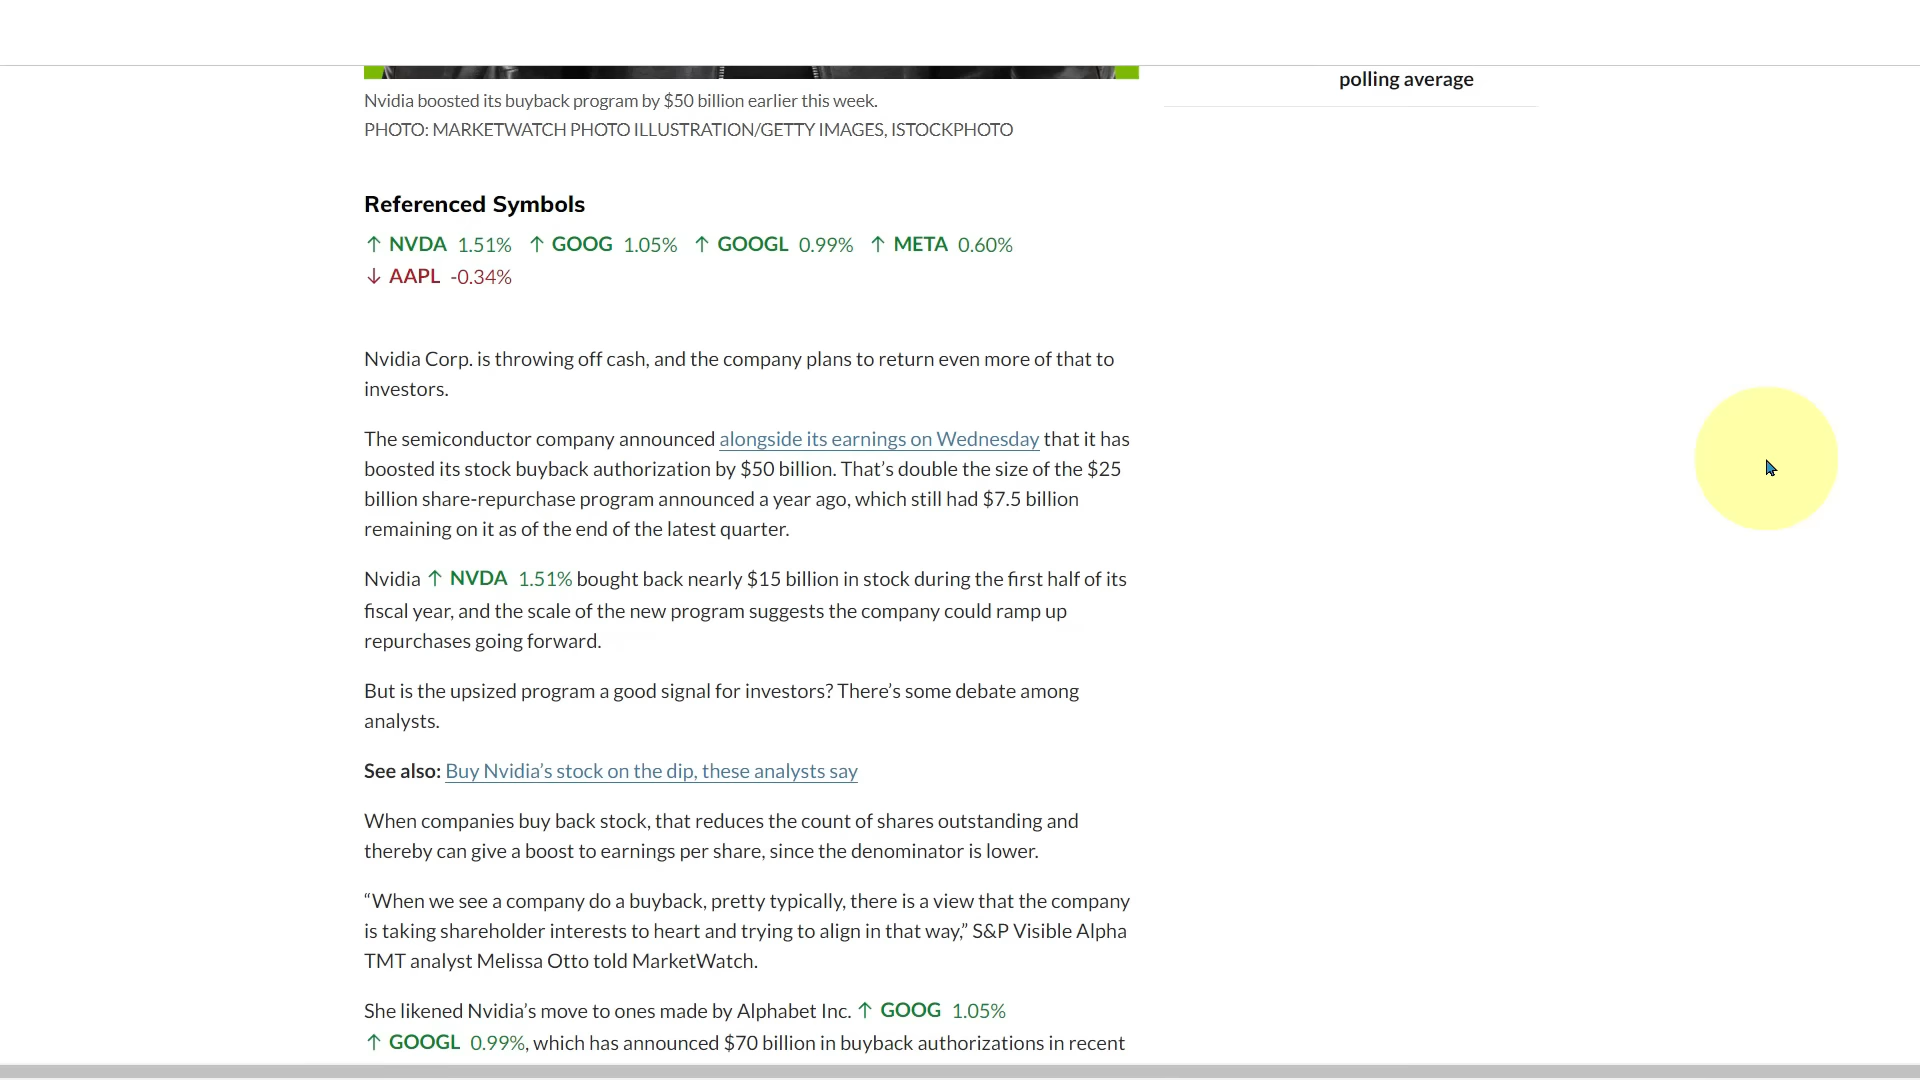 polling average
Nvidia boosted its buyback program by $50 billion earlier this week.
PHOTO: MARKETWATCH PHOTO ILLUSTRATION/GETTY IMAGES, ISTOCKPHOTO
Referenced Symbols
↑ NVDA 1.51% ↑ GOOG 1.05% ↑ GOOGL 0.99% ↑ META 0.60%
↓ AAPL -0.34%
Nvidia Corp. is throwing off cash, and the company plans to return even more of that to
investors.
The semiconductor company announced alongside its earnings on Wednesday that it has
boosted its stock buyback authorization by $50 billion. That’s double the size of the $25
billion share-repurchase program announced a year ago, which still had $7.5 billion
remaining on it as of the end of the latest quarter.
Nvidia ↑ NVDA 1.51% bought back nearly $15 billion in stock during the first half of its
fiscal year, and the scale of the new program suggests the company could ramp up
repurchases going forward.
But is the upsized program a good signal for investors? There’s some debate among
analysts.
See also: Buy Nvidia’s stock on the dip, these analysts say
When companies buy back stock, that reduces the count of shares outstanding and
thereby can give a boost to earnings per share, since the denominator is lower.
“When we see a company do a buyback, pretty typically, there is a view that the company
is taking shareholder interests to heart and trying to align in that way,” S&P Visible Alpha
TMT analyst Melissa Otto told MarketWatch.
She likened Nvidia’s move to ones made by Alphabet Inc. ↑ GOOG 1.05%
↑ GOOGL 0.99%, which has announced $70 billion in buyback authorizations in recent